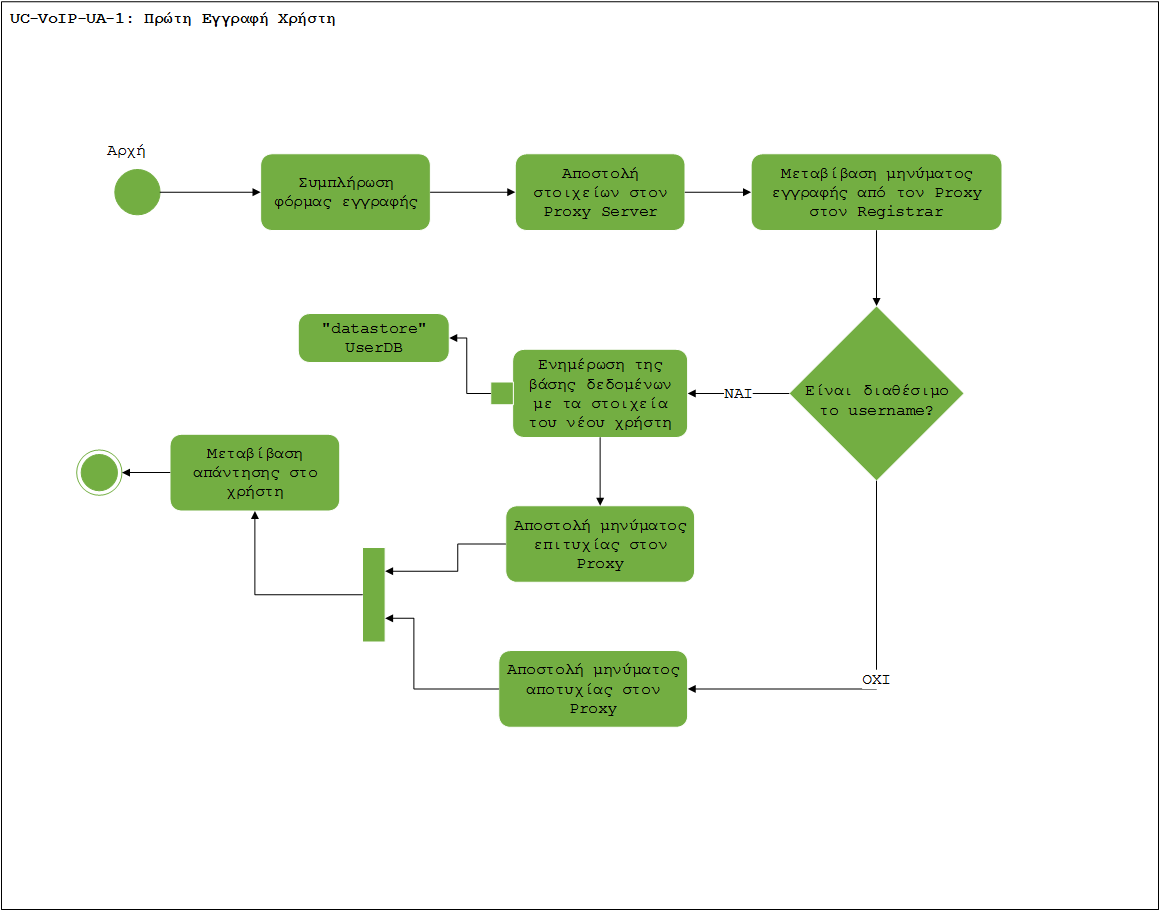 UC-VoIP-UA-1: Πρώτη Εγγραφή Χρήστη
Αρχή
Συμπλήρωση
φόρμας εγγραφής
Αποστολή
στοιχείων στον
Proxy Server
Μεταβίβαση μηνύματος
εγγραφής από τον Proxy
στον Registrar
"datastore"
UserDB
Ενημέρωση της
βάσης δεδομένων
με τα στοιχεία
του νέου χρήστη
ΝΑΙ
Είναι διαθέσιμο
το username?
Μεταβίβαση
απάντησης στο
χρήστη
Αποστολή μηνύματος
επιτυχίας στον
Proxy
Αποστολή μηνύματος
αποτυχίας στον
Proxy
ΟΧΙ